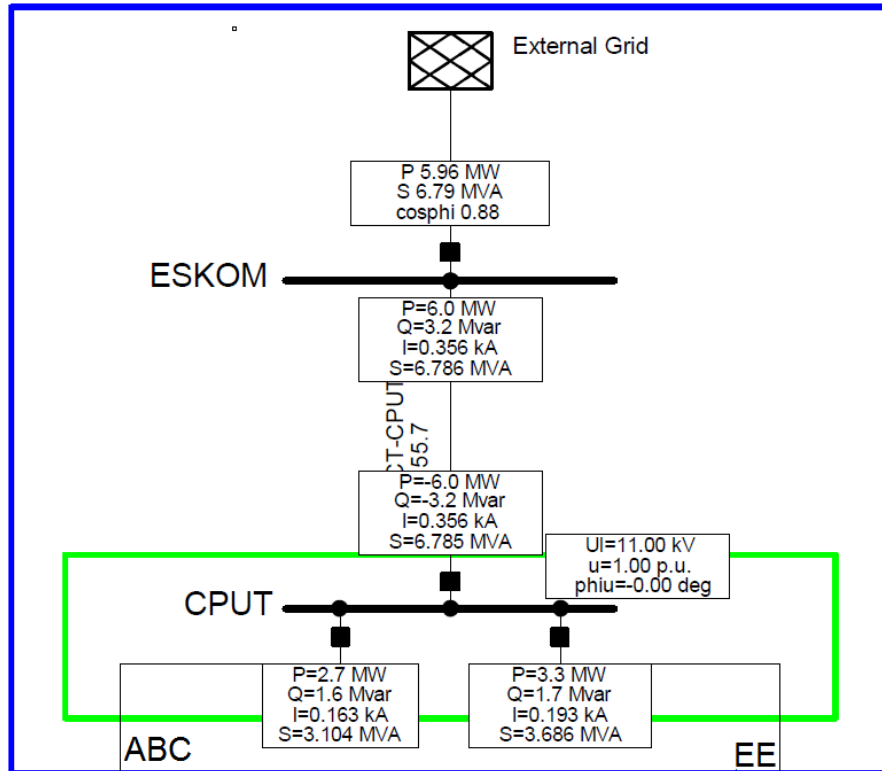 External Grid
P 5.96 MW
S 6.79 MVA
cosphi 0.88
ESKOM
P=6.0 MW
Q=3.2 Mvar
I=0.356 kA
S=6.786 MVA
CT-CPUT
55.7
P=-6.0 MW
Q=-3.2 Mvar
I=0.356 kA
S=6.785 MVA
Ul=11.00 kV
u=1.00 p.u.
phiu=-0.00 deg
CPUT
P=2.7 MW
Q=1.6 Mvar
I=0.163 kA
S=3.104 MVA
P=3.3 MW
Q=1.7 Mvar
I=0.193 kA
S=3.686 MVA
ABC
EE